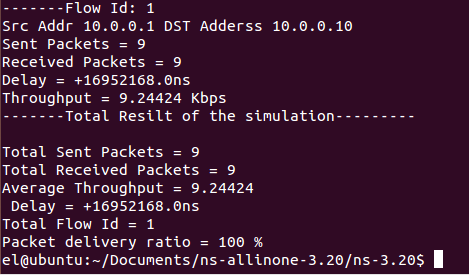 -------Flow Id: 1
Src Addr 10.0.0.1 DST Adderss 10.0.0.10
Sent Packets = 9
Received Packets = 9
Delay = +16952168.0ns
Throughput = 9.24424 Kbps
-------Total Resilt of the simulation---------
Total Sent Packets = 9
Total Received Packets = 9
Average Throughput = 9.24424
 Delay = +16952168.0ns
Total Flow Id = 1
Packet delivery ratio = 100 %
el@ubuntu:~/Documents/ns-allinone-3.20/ns-3.20$